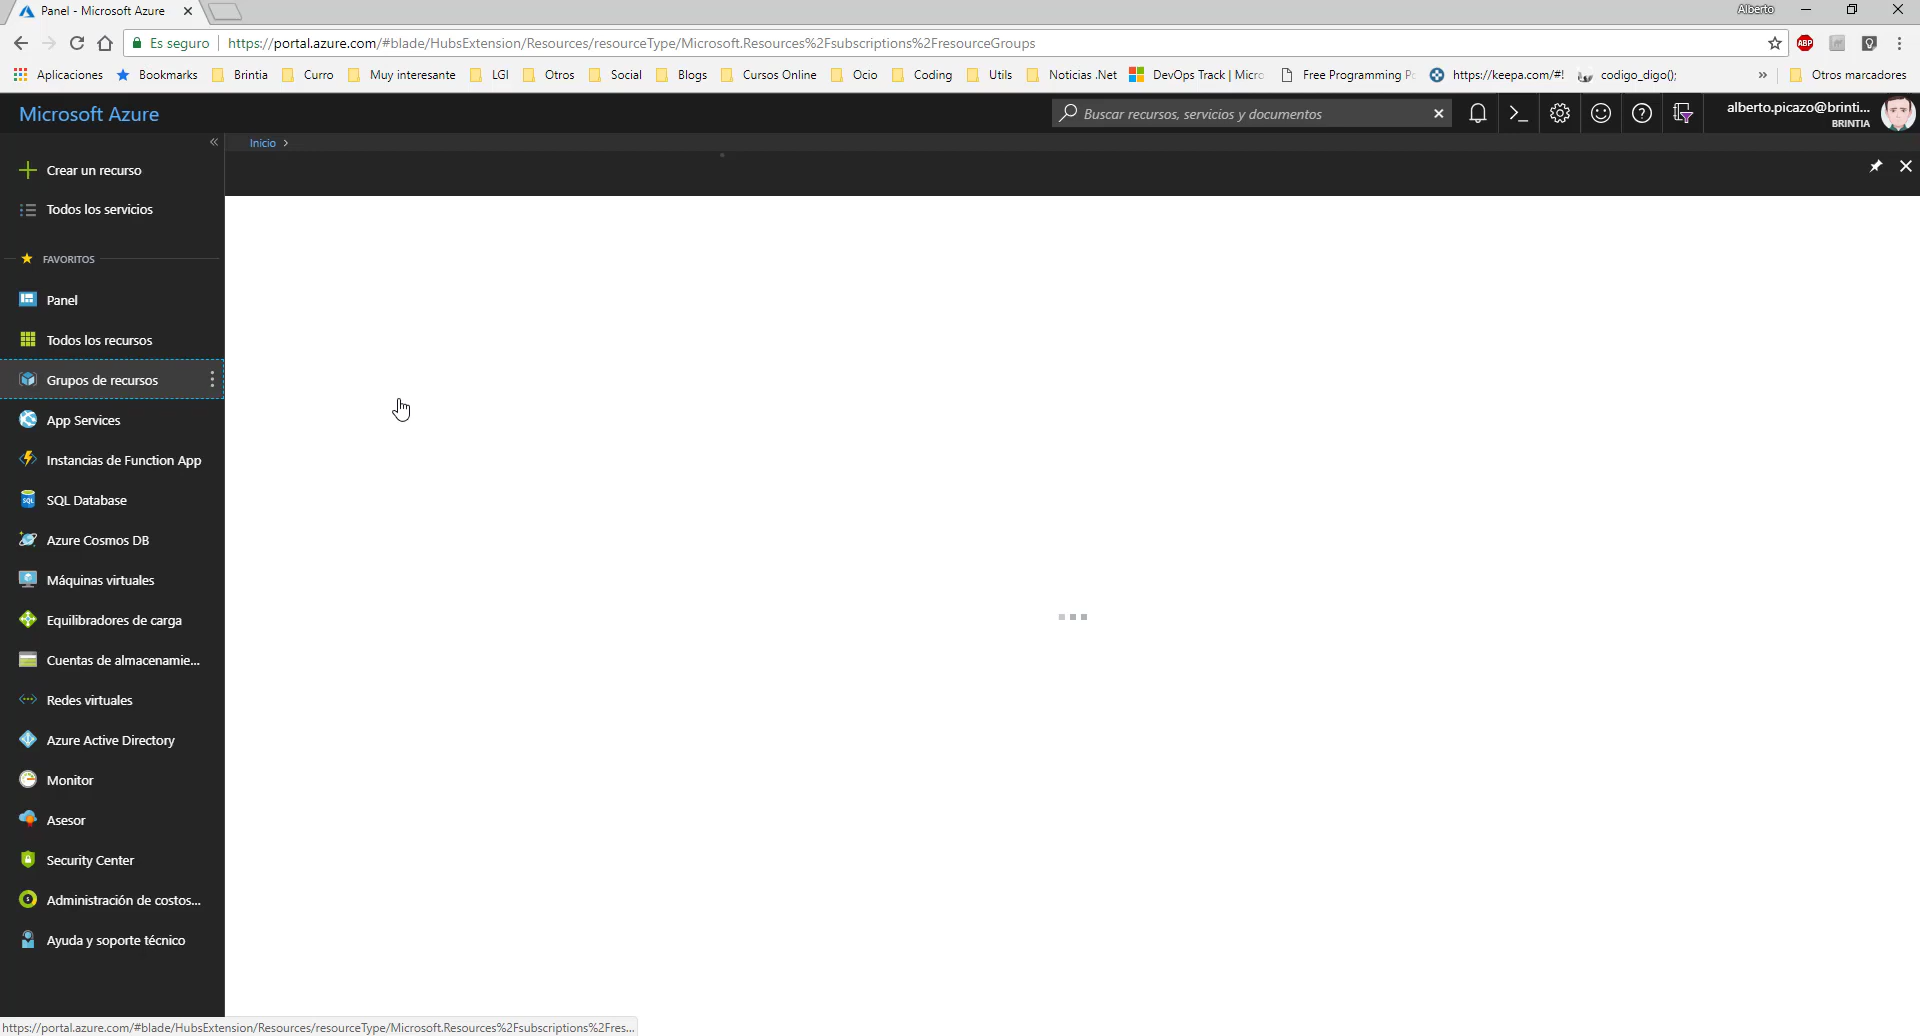 Panel - Microsoft Azure
Alberto
Es seguro https://portal.azure.com/#blade/HubsExtension/Resources/resourceType/Microsoft.Resources%2Fsubscriptions%2FresourceGroups
ABP
Aplicaciones Bookmarks Brintia Curro Muy interesante LGI Otros Social Blogs Cursos Online Ocio Coding Utils Noticias .Net DevOps Track | Micro Free Programming https://keepa.com/#! codigo_digo(); » Otros marcadores
Microsoft Azure
Buscar recursos, servicios y documentos
alberto.picazo@brinti...
BRINTIA
Inicio >
Crear un recurso
Todos los servicios
FAVORITOS
Panel
Todos los recursos
Grupos de recursos
App Services
Instancias de Function App
SQL Database
Azure Cosmos DB
Máquinas virtuales
Equilibradores de carga
Cuentas de almacenamie...
Redes virtuales
Azure Active Directory
Monitor
Asesor
Security Center
Administración de costos...
Ayuda y soporte técnico
https://portal.azure.com/#blade/HubsExtension/Resources/resourceType/Microsoft.Resources%2Fsubscriptions%2Fres...